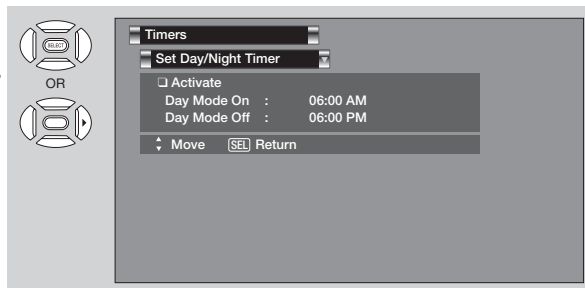 SELECT
OR
Timers
Set Day/Night Timer
❏ Activate
Day Mode On : 06:00 AM
Day Mode Off : 06:00 PM
Move SEL Return